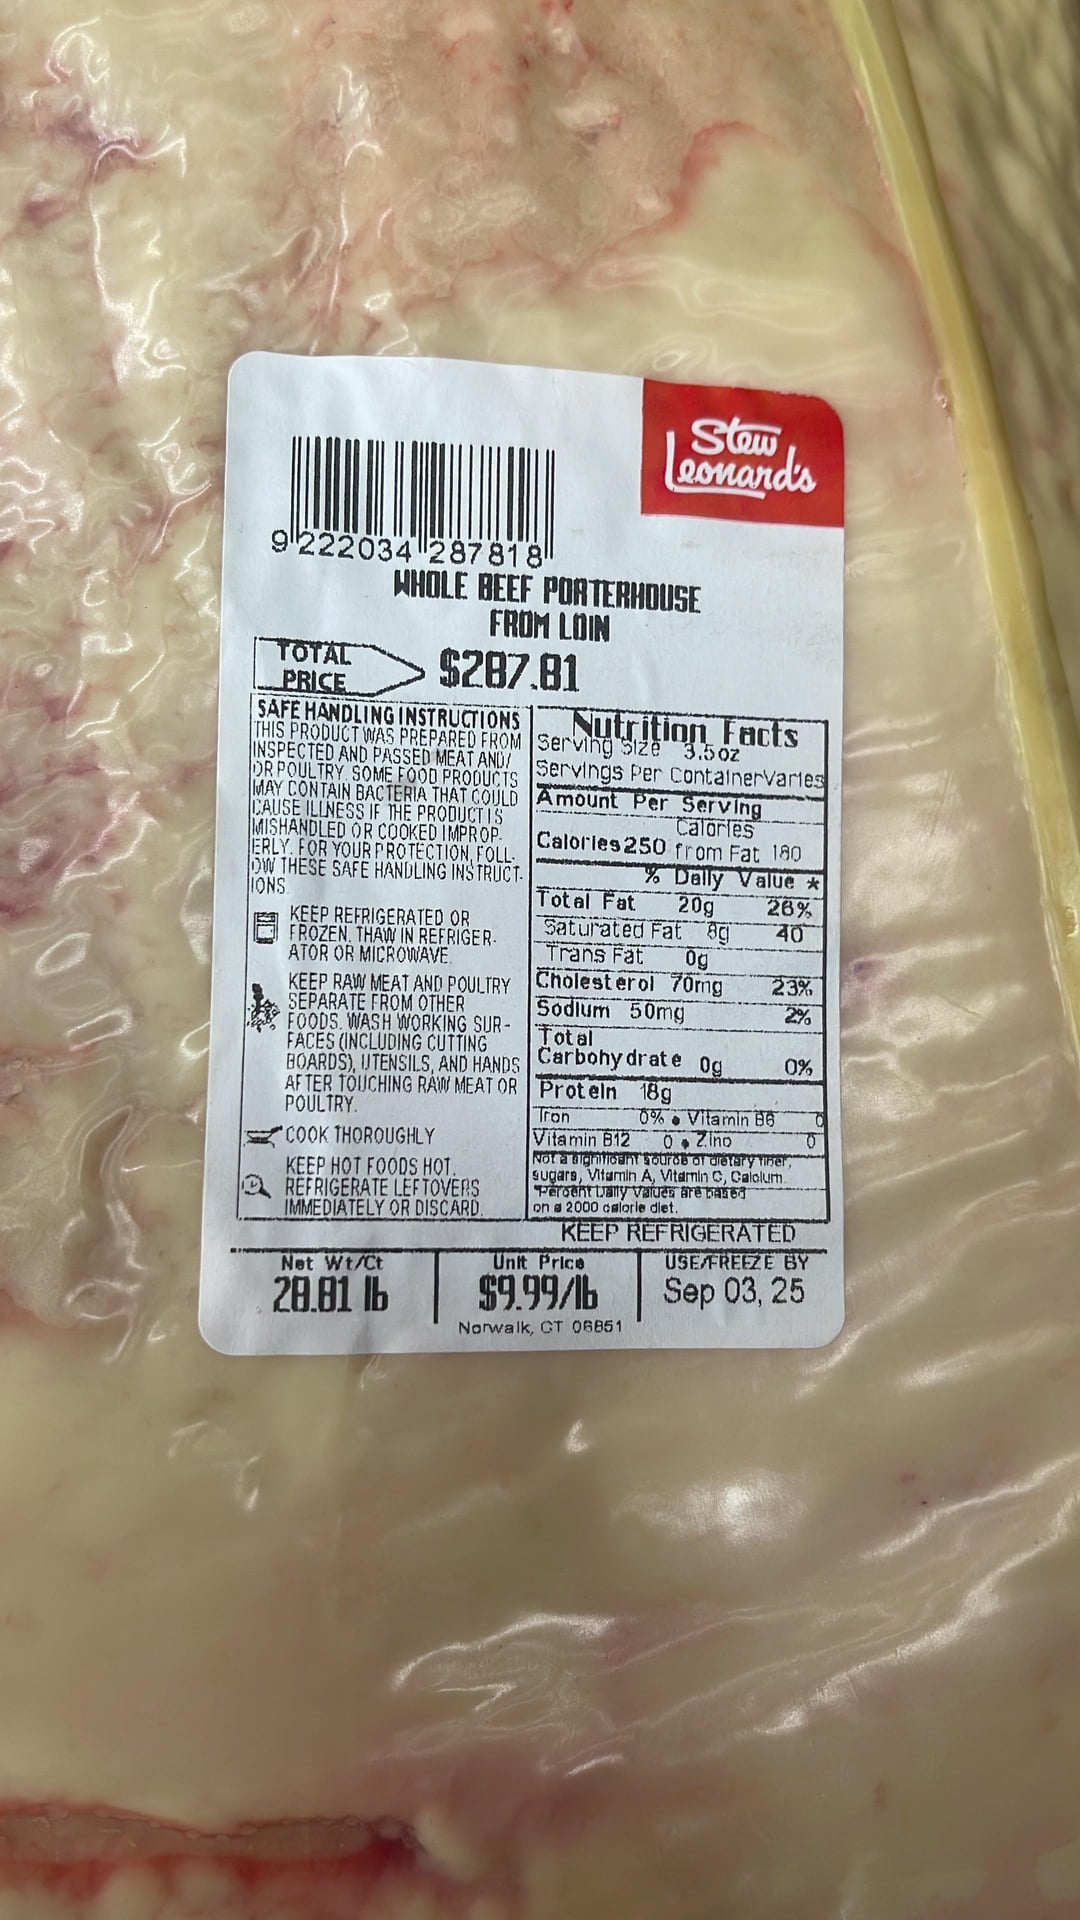 Stew
Leonard's
9 222034 287818
WHOLE BEEF PORTERHOUSE
FROM LOIN
TOTAL
PRICE
$287.81
SAFE HANDLING INSTRUCTIONS
THIS PRODUCT WAS PREPARED FROM
INSPECTED AND PASSED MEAT AND/
OR POULTRY. SOME FOOD PRODUCTS
MAY CONTAIN BACTERIA THAT COULD
CAUSE ILLNESS IF THE PRODUCT IS
MISHANDLED OR COOKED IMPROP-
ERLY. FOR YOUR PROTECTION, FOLL-
OW THESE SAFE HANDLING INSTRUCT-
IONS.
KEEP REFRIGERATED OR
FROZEN. THAW IN REFRIGER-
ATOR OR MICROWAVE.
KEEP RAW MEAT AND POULTRY
SEPARATE FROM OTHER
FOODS. WASH WORKING SUR-
FACES (INCLUDING CUTTING
BOARDS), UTENSILS, AND HANDS
AFTER TOUCHING RAW MEAT OR
POULTRY.
COOK THOROUGHLY
KEEP HOT FOODS HOT.
REFRIGERATE LEFTOVERS
IMMEDIATELY OR DISCARD.
Nutrition Facts
Serving Size 3.5oz
Servings Per Container Varies
Amount Per Serving
Calories 250 Calories from Fat 180
% Daily Value *
Total Fat 20g 26%
Saturated Fat 8g 40
Trans Fat 0g
Cholesterol 70mg 23%
Sodium 50mg 2%
Total
Carbohydrate 0g 0%
Protein 18g
Iron 0% • Vitamin B6 0
Vitamin B12 0 • Zinc 0
Not a significant source of dietary fiber,
sugars, Vitamin A, Vitamin C, Calcium.
*Percent Daily Values are based
on a 2000 calorie diet.
KEEP REFRIGERATED
Net Wt/Ct
28.81 lb
Unit Price
$9.99/lb
USE/FREEZE BY
Sep 03, 25
Norwalk, CT 06851